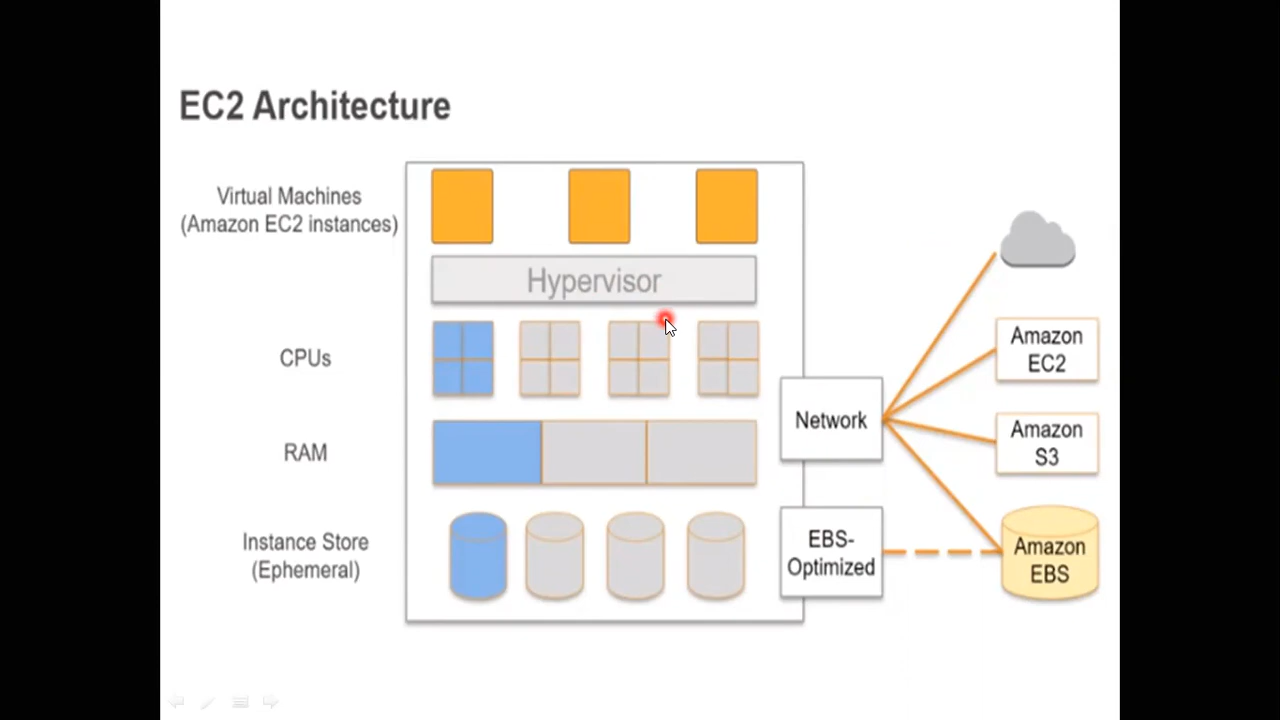 EC2 Architecture
Virtual Machines
(Amazon EC2 instances)
Hypervisor
CPUs
RAM
Instance Store
(Ephemeral)
Network
EBS-
Optimized
Amazon
EC2
Amazon
S3
Amazon
EBS